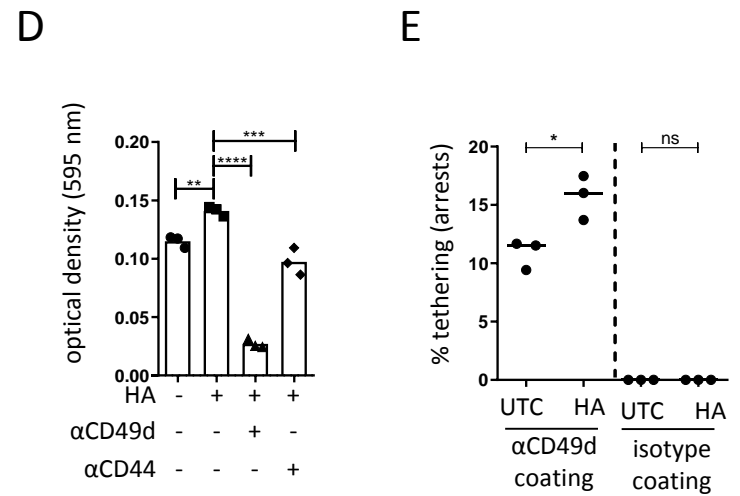 D
optical density (595 nm)
***
****
**
0.20
0.15
0.10
0.05
0.00
HA - + + +
αCD49d - - + -
αCD44 - - - +
E
% tethering (arrests)
* ns
20
15
10
5
0
UTC HA UTC HA
αCD49d isotype
coating coating